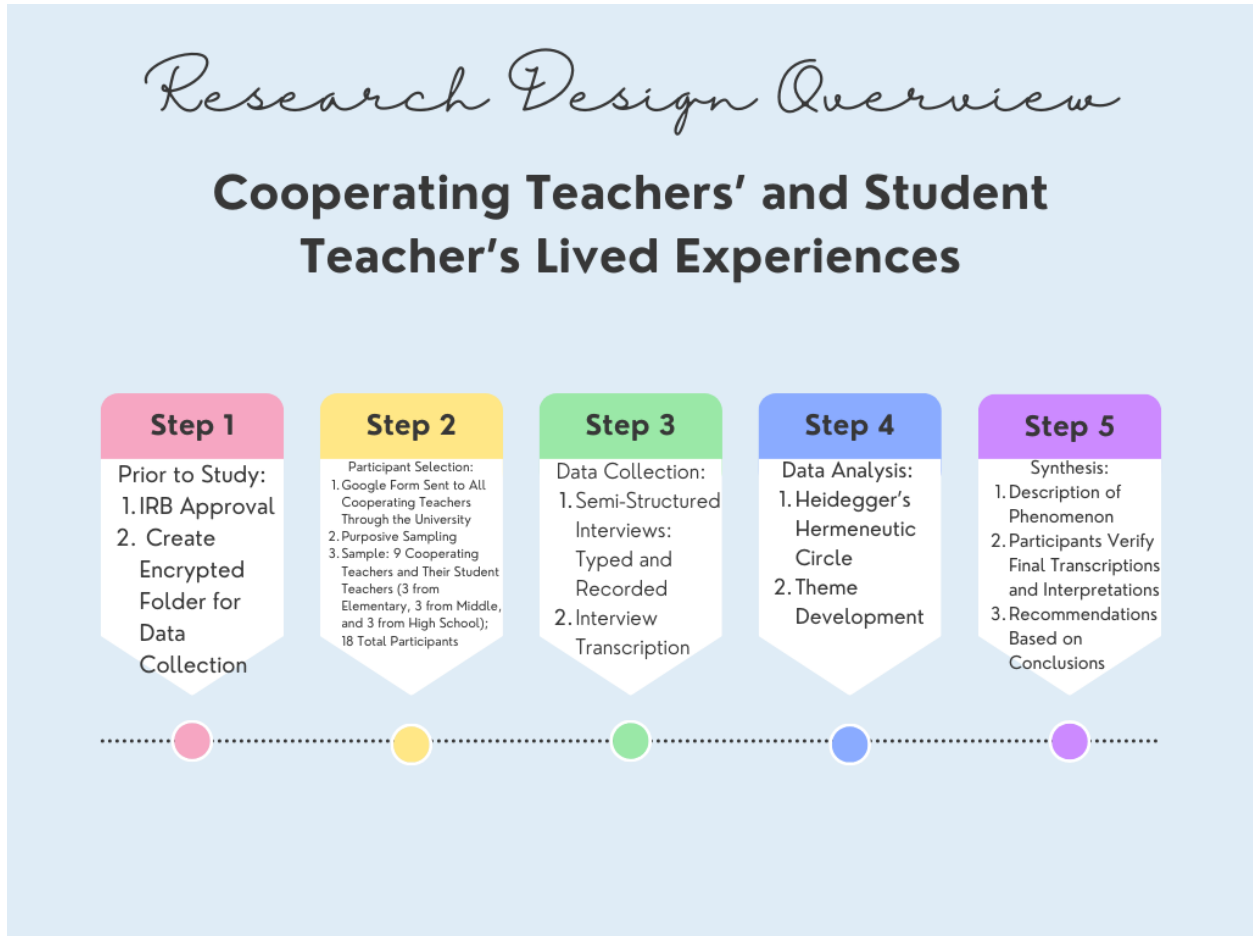 Research Design Overview
Cooperating Teachers’ and Student
Teacher’s Lived Experiences
Step 1
Prior to Study:
1. IRB Approval
2. Create
Encrypted
Folder for
Data
Collection
Step 2
Participant Selection:
1. Google Form Sent to All
Cooperating Teachers
Through the University
2. Purposive Sampling
3. Sample: 9 Cooperating
Teachers and Their Student
Teachers (3 from
Elementary, 3 from Middle,
and 3 from High School);
18 Total Participants
Step 3
Data Collection:
1. Semi-Structured
Interviews:
Typed and
Recorded
2. Interview
Transcription
Step 4
Data Analysis:
1. Heidegger’s
Hermeneutic
Circle
2. Theme
Development
Step 5
Synthesis:
1. Description of
Phenomenon
2. Participants Verify
Final Transcriptions
and Interpretations
3. Recommendations
Based on
Conclusions